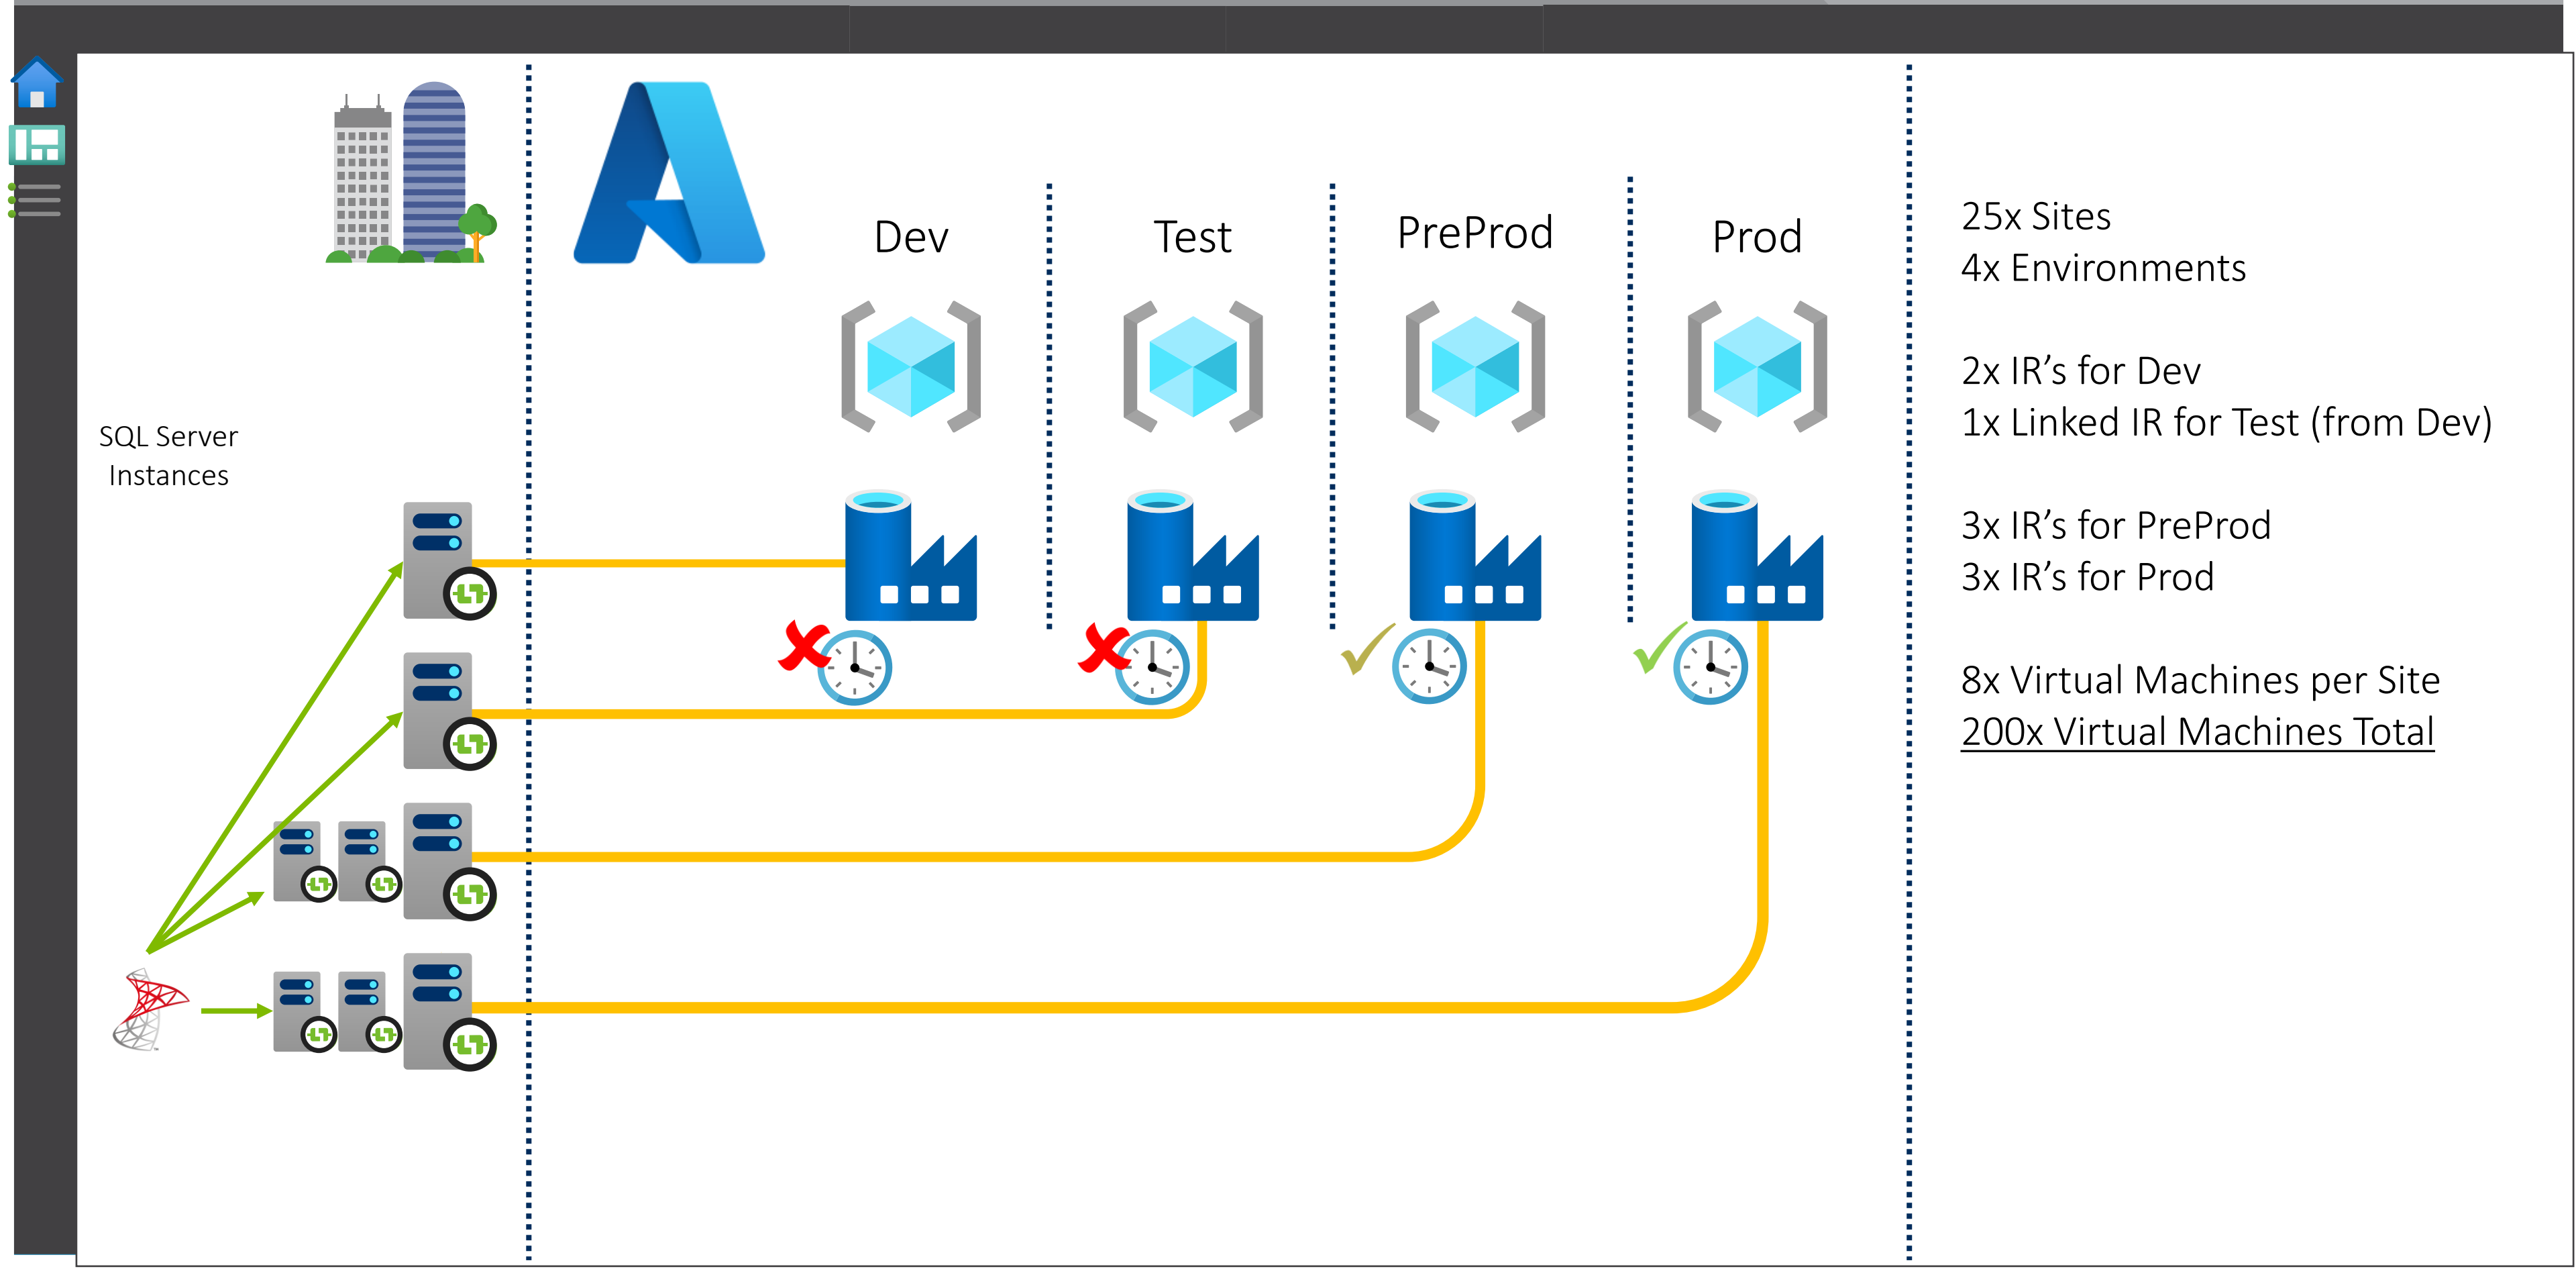 SQL Server
Instances
Dev
Test
PreProd
Prod
25x Sites
4x Environments
2x IR’s for Dev
1x Linked IR for Test (from Dev)
3x IR’s for PreProd
3x IR’s for Prod
8x Virtual Machines per Site
200x Virtual Machines Total